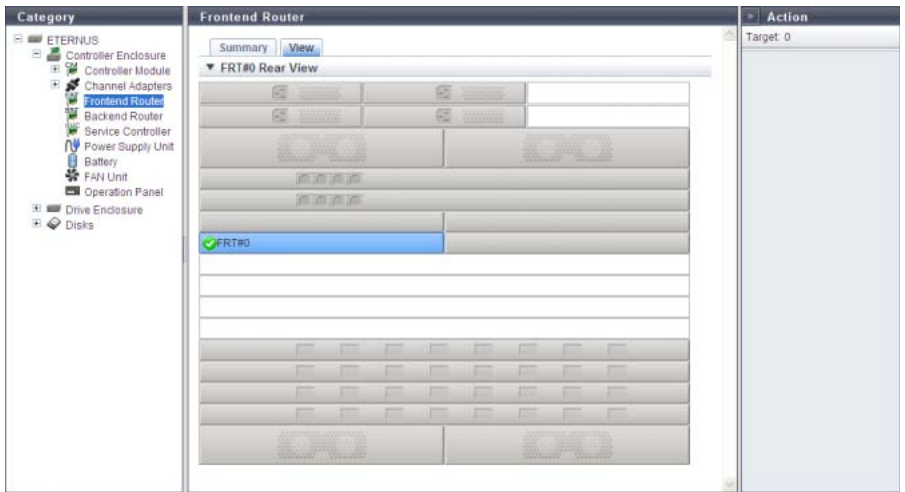 Category
ETERNUS
Controller Enclosure
Controller Module
Channel Adapters
Frontend Router
Backend Router
Service Controller
Power Supply Unit
Battery
FAN Unit
Operation Panel
Drive Enclosure
Disks
Frontend Router
Summary View
FRT#0 Rear View
FRT#0
Action
Target: 0